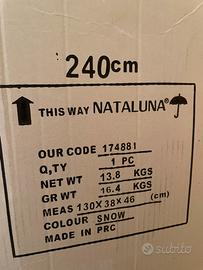 240cm
THIS WAY NATALUNA®
OUR CODE 174881
Q,TY 1 PC
NET WT 13.8 KGS
GR WT 16.4 KGS
MEAS 130X38X46 (cm)
COLOUR SNOW
MADE IN PRC
subito